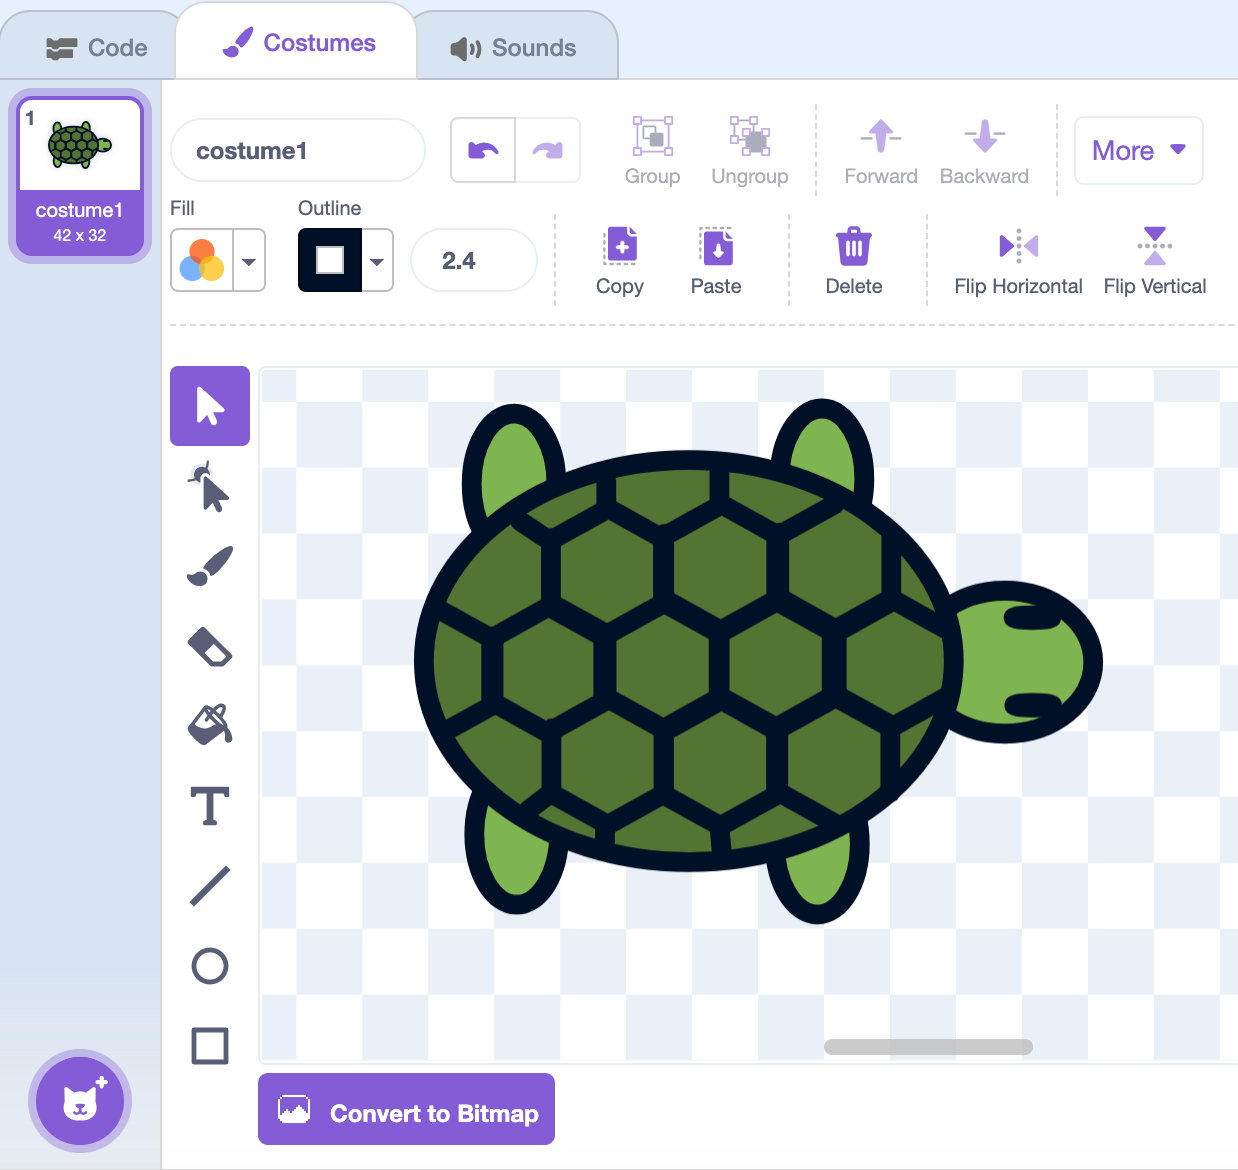 Code
Costumes
Sounds
1
costume1
42 x 32
costume1
Group
Ungroup
Forward
Backward
More
Fill
Outline
2.4
Copy
Paste
Delete
Flip Horizontal
Flip Vertical
T
Convert to Bitmap